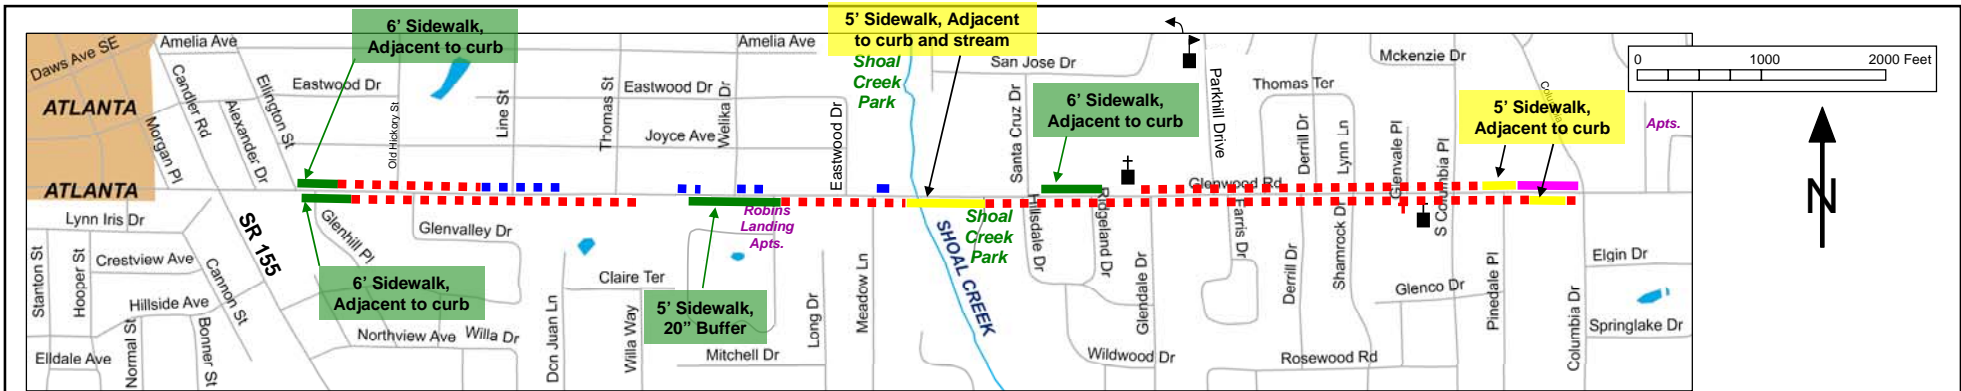 6’ Sidewalk,
Adjacent to curb
5’ Sidewalk, Adjacent
to curb and stream
6’ Sidewalk,
Adjacent to curb
5’ Sidewalk,
Adjacent to curb
6’ Sidewalk,
Adjacent to curb
5’ Sidewalk,
20” Buffer
0 1000 2000 Feet
N
Daws Ave SE
ATLANTA
ATLANTA
Amelia Ave
Amelia Ave
Candler Rd
Morgan Pl
Alexander Dr
Ellington St
Eastwood Dr
Old Hickory St
Line St
Thomas St
Eastwood Dr
Welika Dr
Joyce Ave
Eastwood Dr
Shoal
Creek
Park
San Jose Dr
Santa Cruz Dr
Parkhill Drive
Mckenzie Dr
Thomas Ter
Derrill Dr
Lynn Ln
Glenvale Pl
S Columbia Pl
Columbia
Apts.
Glenwood Rd
Lynn Iris Dr
SR 155
Stanton St
Hooper St
Crestview Ave
Hillside Ave
Cannon St
Normal St
Bonner St
Elldale Ave
Glenhill Pl
Glenvalley Dr
Northview Ave
Willa Dr
Don Juan Ln
Claire Ter
Willa Way
Robins
Landing
Apts.
Mitchell Dr
Long Dr
Meadow Ln
SHOAL CREEK
Shoal
Creek
Park
Hillsdale Dr
Ridgeland Dr
Glendale Dr
Wildwood Dr
Farris Dr
Derrill Dr
Shamrock Dr
Rosewood Rd
Glenco Dr
Pinedale Pl
Columbia Dr
Elgin Dr
Springlake Dr